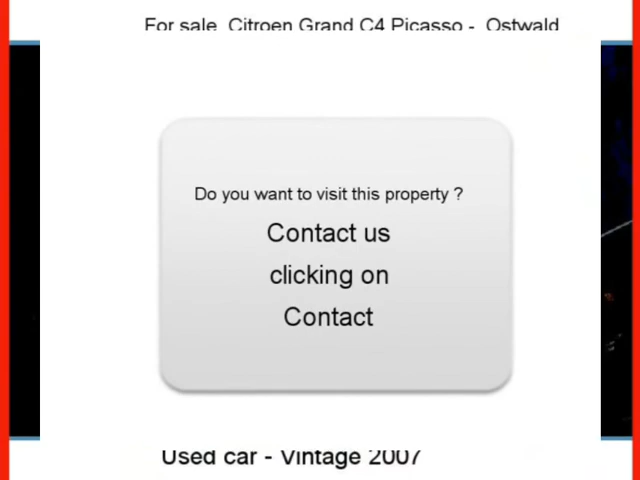 For sale Citroen Grand C4 Picasso - Ostwald
Do you want to visit this property ?
Contact us
clicking on
Contact
Used car - Vintage 2007